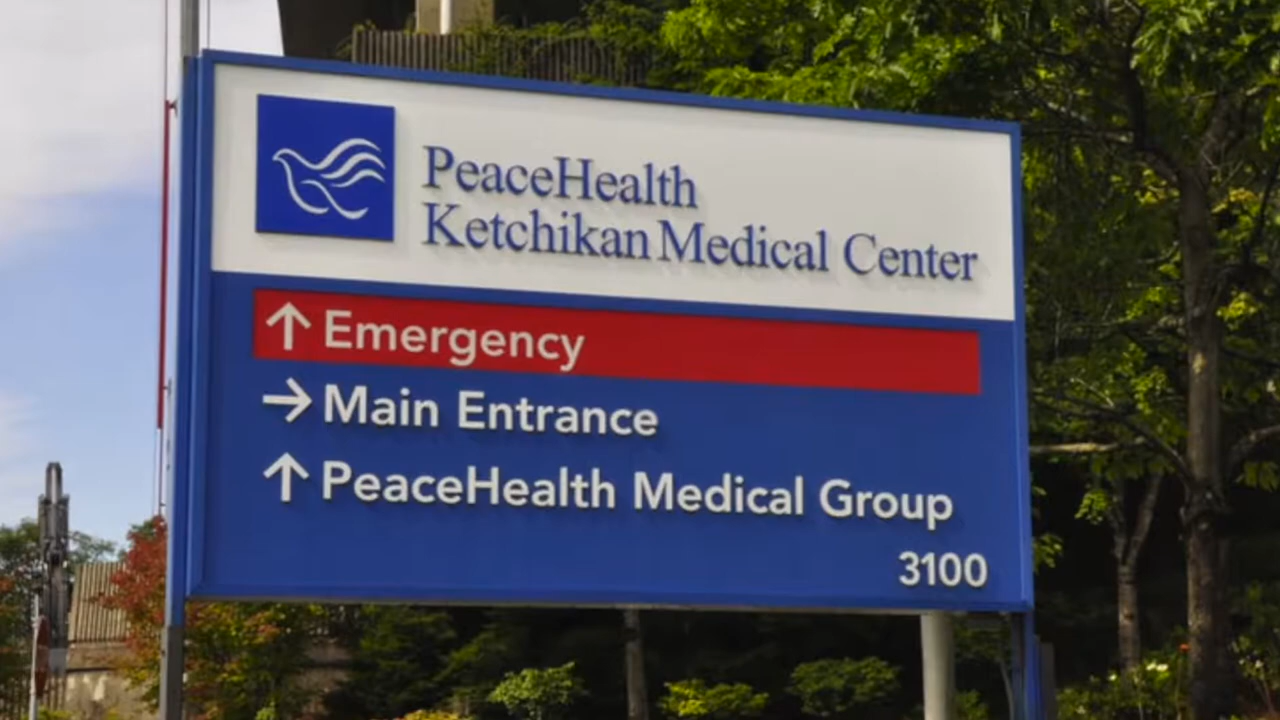 PeaceHealth
Ketchikan Medical Center
↑ Emergency
→ Main Entrance
↑ PeaceHealth Medical Group
3100